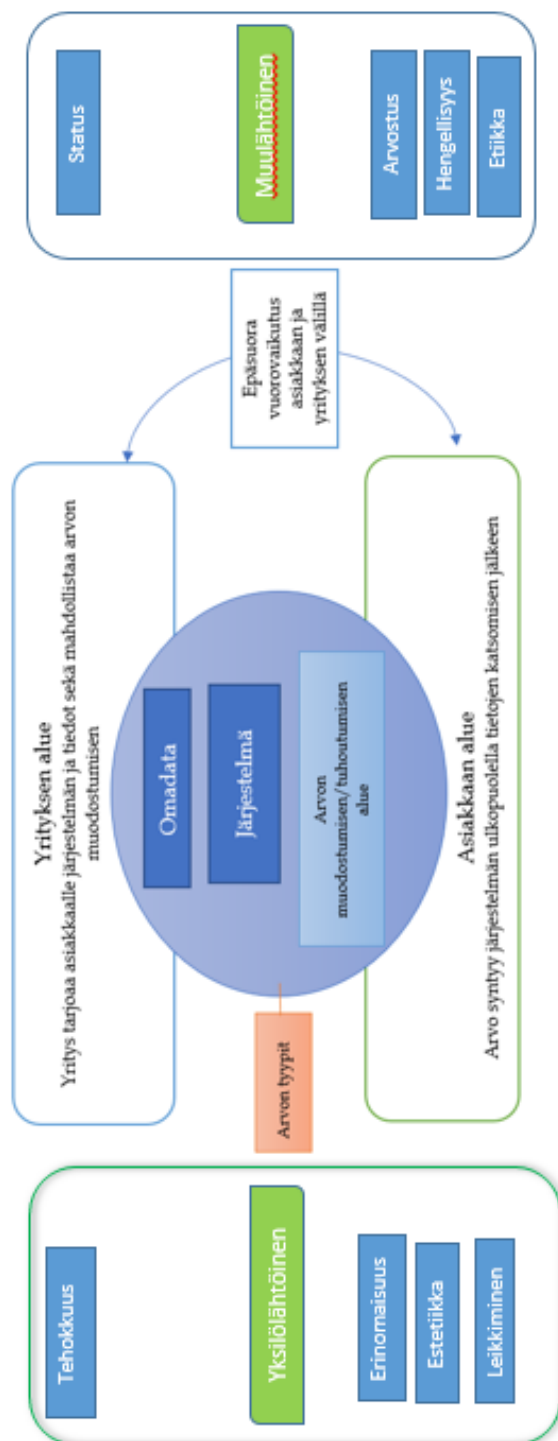 Tehokkuus
Yksilölähtöinen
Erinomaisuus
Estetiikka
Leikkiminen
Yrityksen alue
Yritys tarjoaa asiakkaalle järjestelmän ja tiedot sekä mahdollistaa arvon
muodostumisen
Omadata
Järjestelmä
Arvon
muodostumisen/tuhoutumisen
alue
Arvon tyypit
Asiakkaan alue
Arvo syntyy järjestelmän ulkopuolella tietojen katsomisen jälkeen
Epäsuora
vuorovaikutus
asiakkaan ja
yrityksen välillä
Status
Muulähtöinen
Arvostus
Hengellisyys
Etiikka